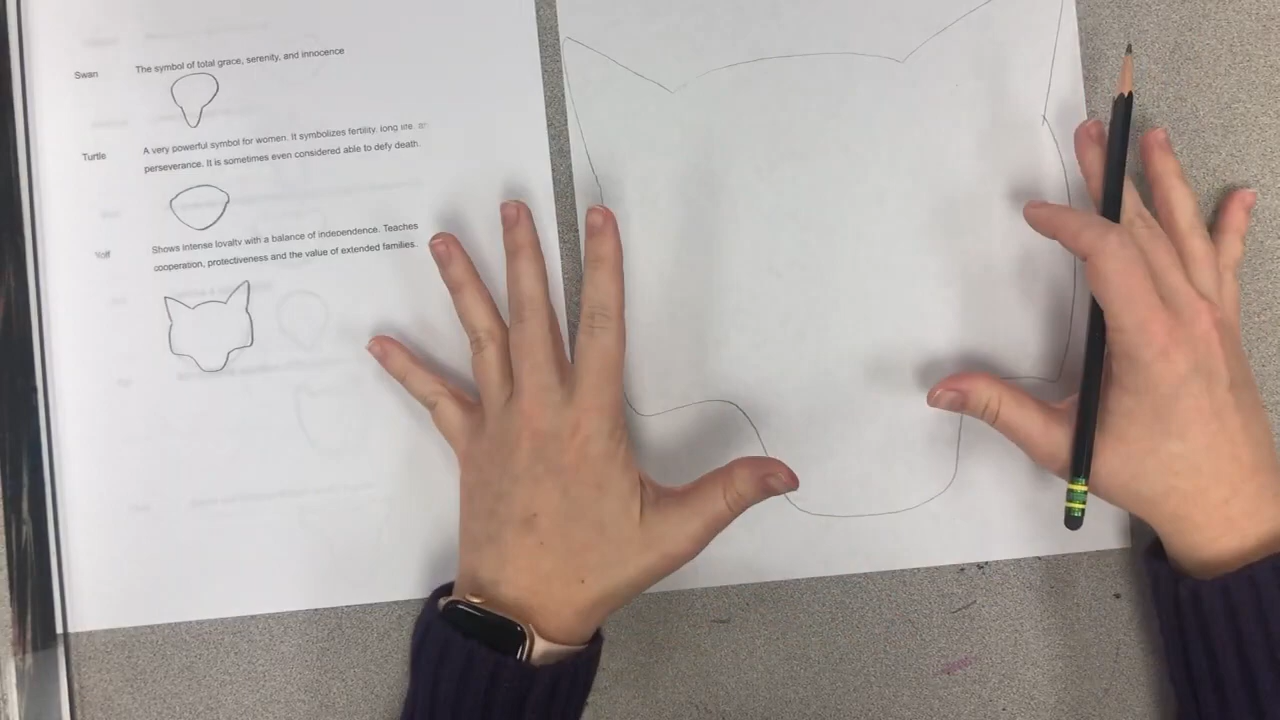 Swan The symbol of total grace, serenity, and innocence
Turtle A very powerful symbol for women. It symbolizes fertility, long life,
perseverance. It is sometimes even considered able to defy death.
Shows intense loyalty with a balance of independence. Teaches
cooperation, protectiveness and the value of extended families.